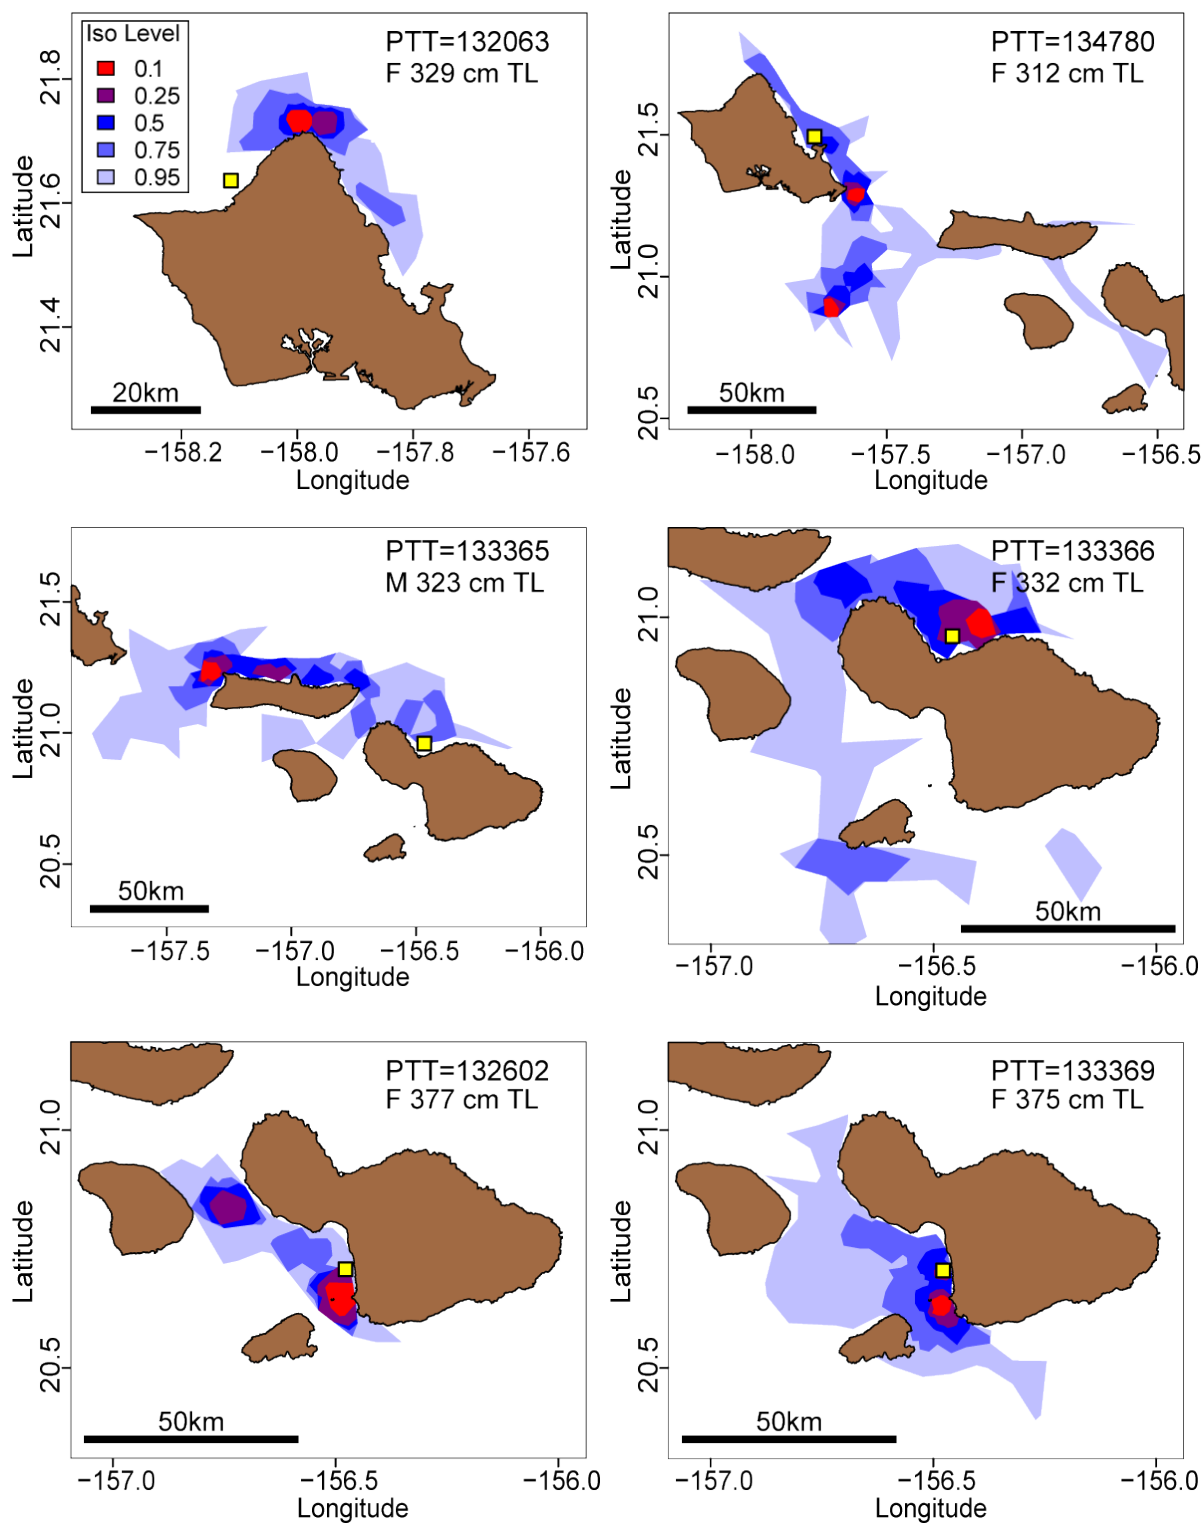 Iso Level
0.1
0.25
0.5
0.75
0.95
PTT=132063
F 329 cm TL
21.8
21.6
21.4
Latitude
20km
−158.2
−158.0
−157.8
−157.6
Longitude
PTT=134780
F 312 cm TL
21.5
21.0
20.5
Latitude
50km
−158.0
−157.5
−157.0
−156.5
Longitude
PTT=133365
M 323 cm TL
21.5
21.0
20.5
Latitude
50km
−157.5
−157.0
−156.5
−156.0
Longitude
PTT=133366
F 332 cm TL
21.0
20.5
Latitude
50km
−157.0
−156.5
−156.0
Longitude
PTT=132602
F 377 cm TL
21.0
20.5
Latitude
50km
−157.0
−156.5
−156.0
Longitude
PTT=133369
F 375 cm TL
21.0
20.5
Latitude
50km
−157.0
−156.5
−156.0
Longitude